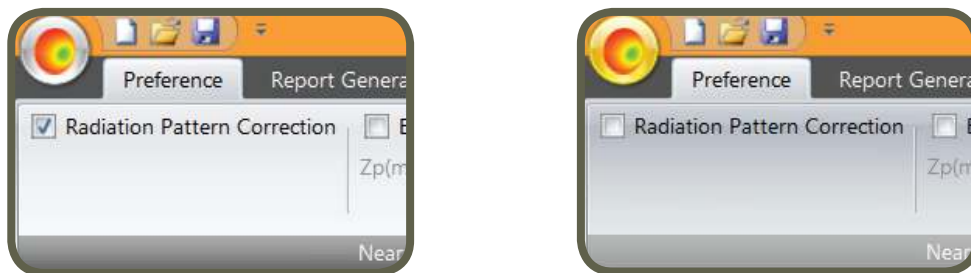 Preference Report Genera
Radiation Pattern Correction
Zp(m
Near
Preference Report Genera
Radiation Pattern Correction
Zp(m
Near